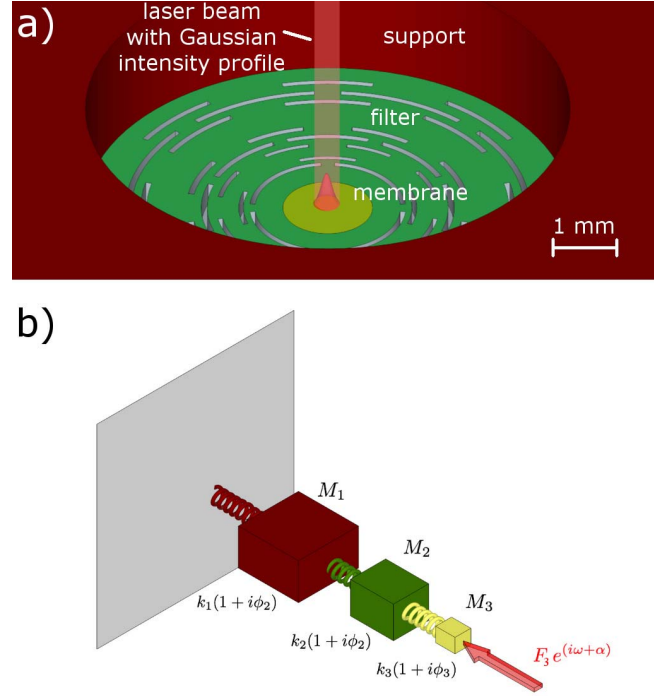 a)
laser beam
with Gaussian
intensity profile
support
filter
membrane
1 mm
b)
M₁
k₁(1 + iϕ₂)
M₂
k₂(1 + iϕ₂)
M₃
k₃(1 + iϕ₃)
F₃ e^(iω+α)